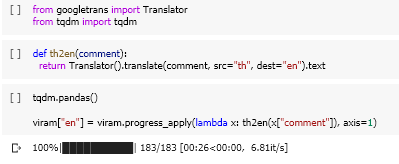 [ ] from googletrans import Translator
from tqdm import tqdm
[ ] def th2en(comment):
return Translator().translate(comment, src="th", dest="en").text
[ ] tqdm.pandas()
viram["en"] = viram.progress_apply(lambda x: th2en(x["comment"]), axis=1)
100%|██████████| 183/183 [00:26<00:00, 6.81it/s]